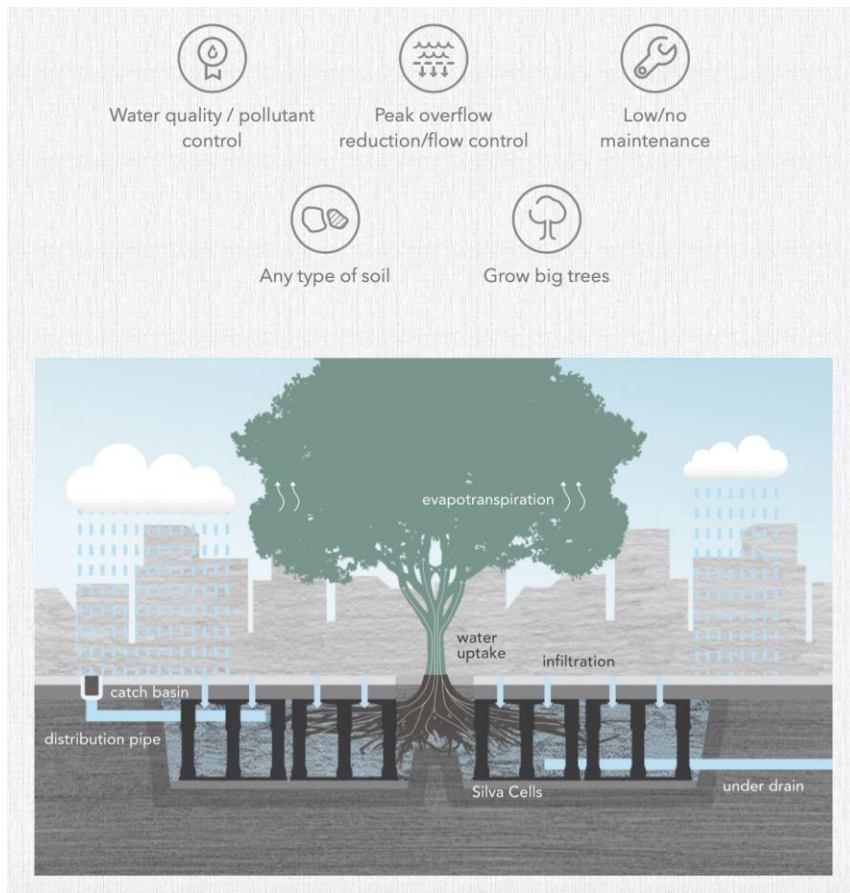 Water quality / pollutant
control
Peak overflow
reduction/flow control
Low/no
maintenance
Any type of soil
Grow big trees
evapotranspiration
water
uptake
infiltration
catch basin
distribution pipe
Silva Cells
under drain